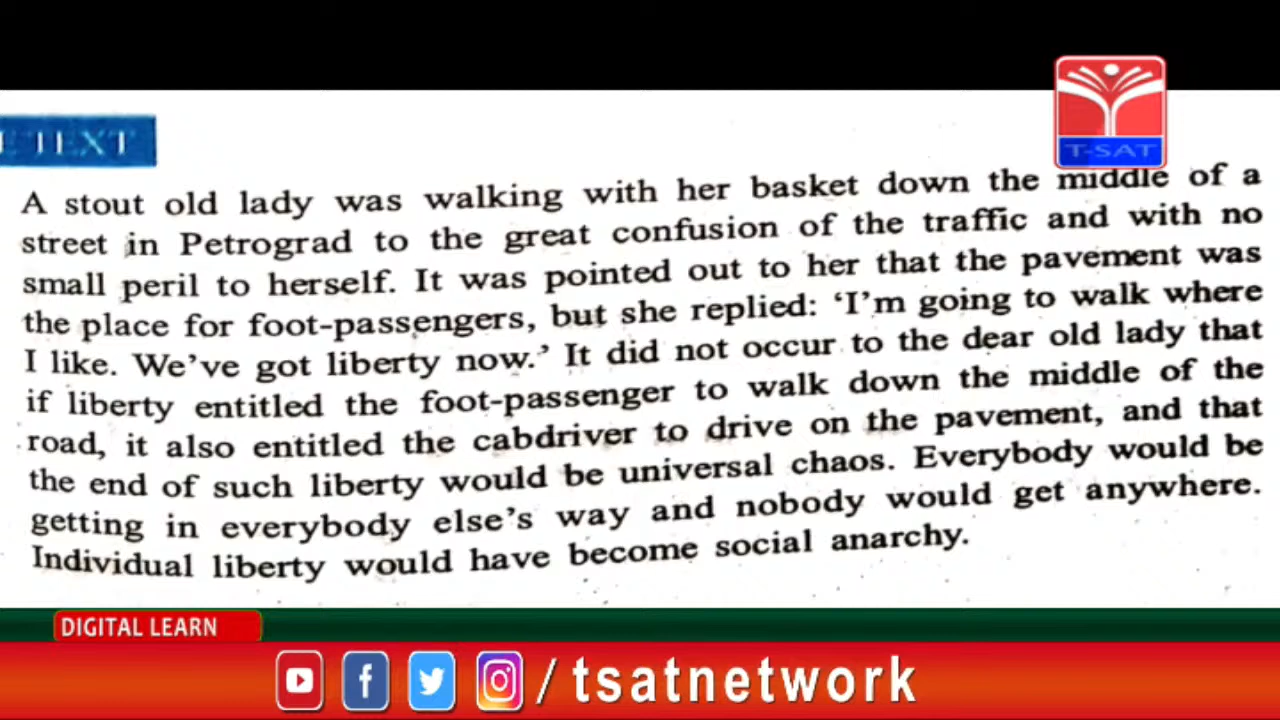 T-SAT
E TEXT
A stout old lady was walking with her basket down the middle of a
street in Petrograd to the great confusion of the traffic and with no
small peril to herself. It was pointed out to her that the pavement was
the place for foot-passengers, but she replied: ‘I’m going to walk where
I like. We’ve got liberty now.’ It did not occur to the dear old lady that
if liberty entitled the foot-passenger to walk down the middle of the
road, it also entitled the cabdriver to drive on the pavement, and that
the end of such liberty would be universal chaos. Everybody would be
getting in everybody else’s way and nobody would get anywhere.
Individual liberty would have become social anarchy.
DIGITAL LEARN
/ tsatnetwork